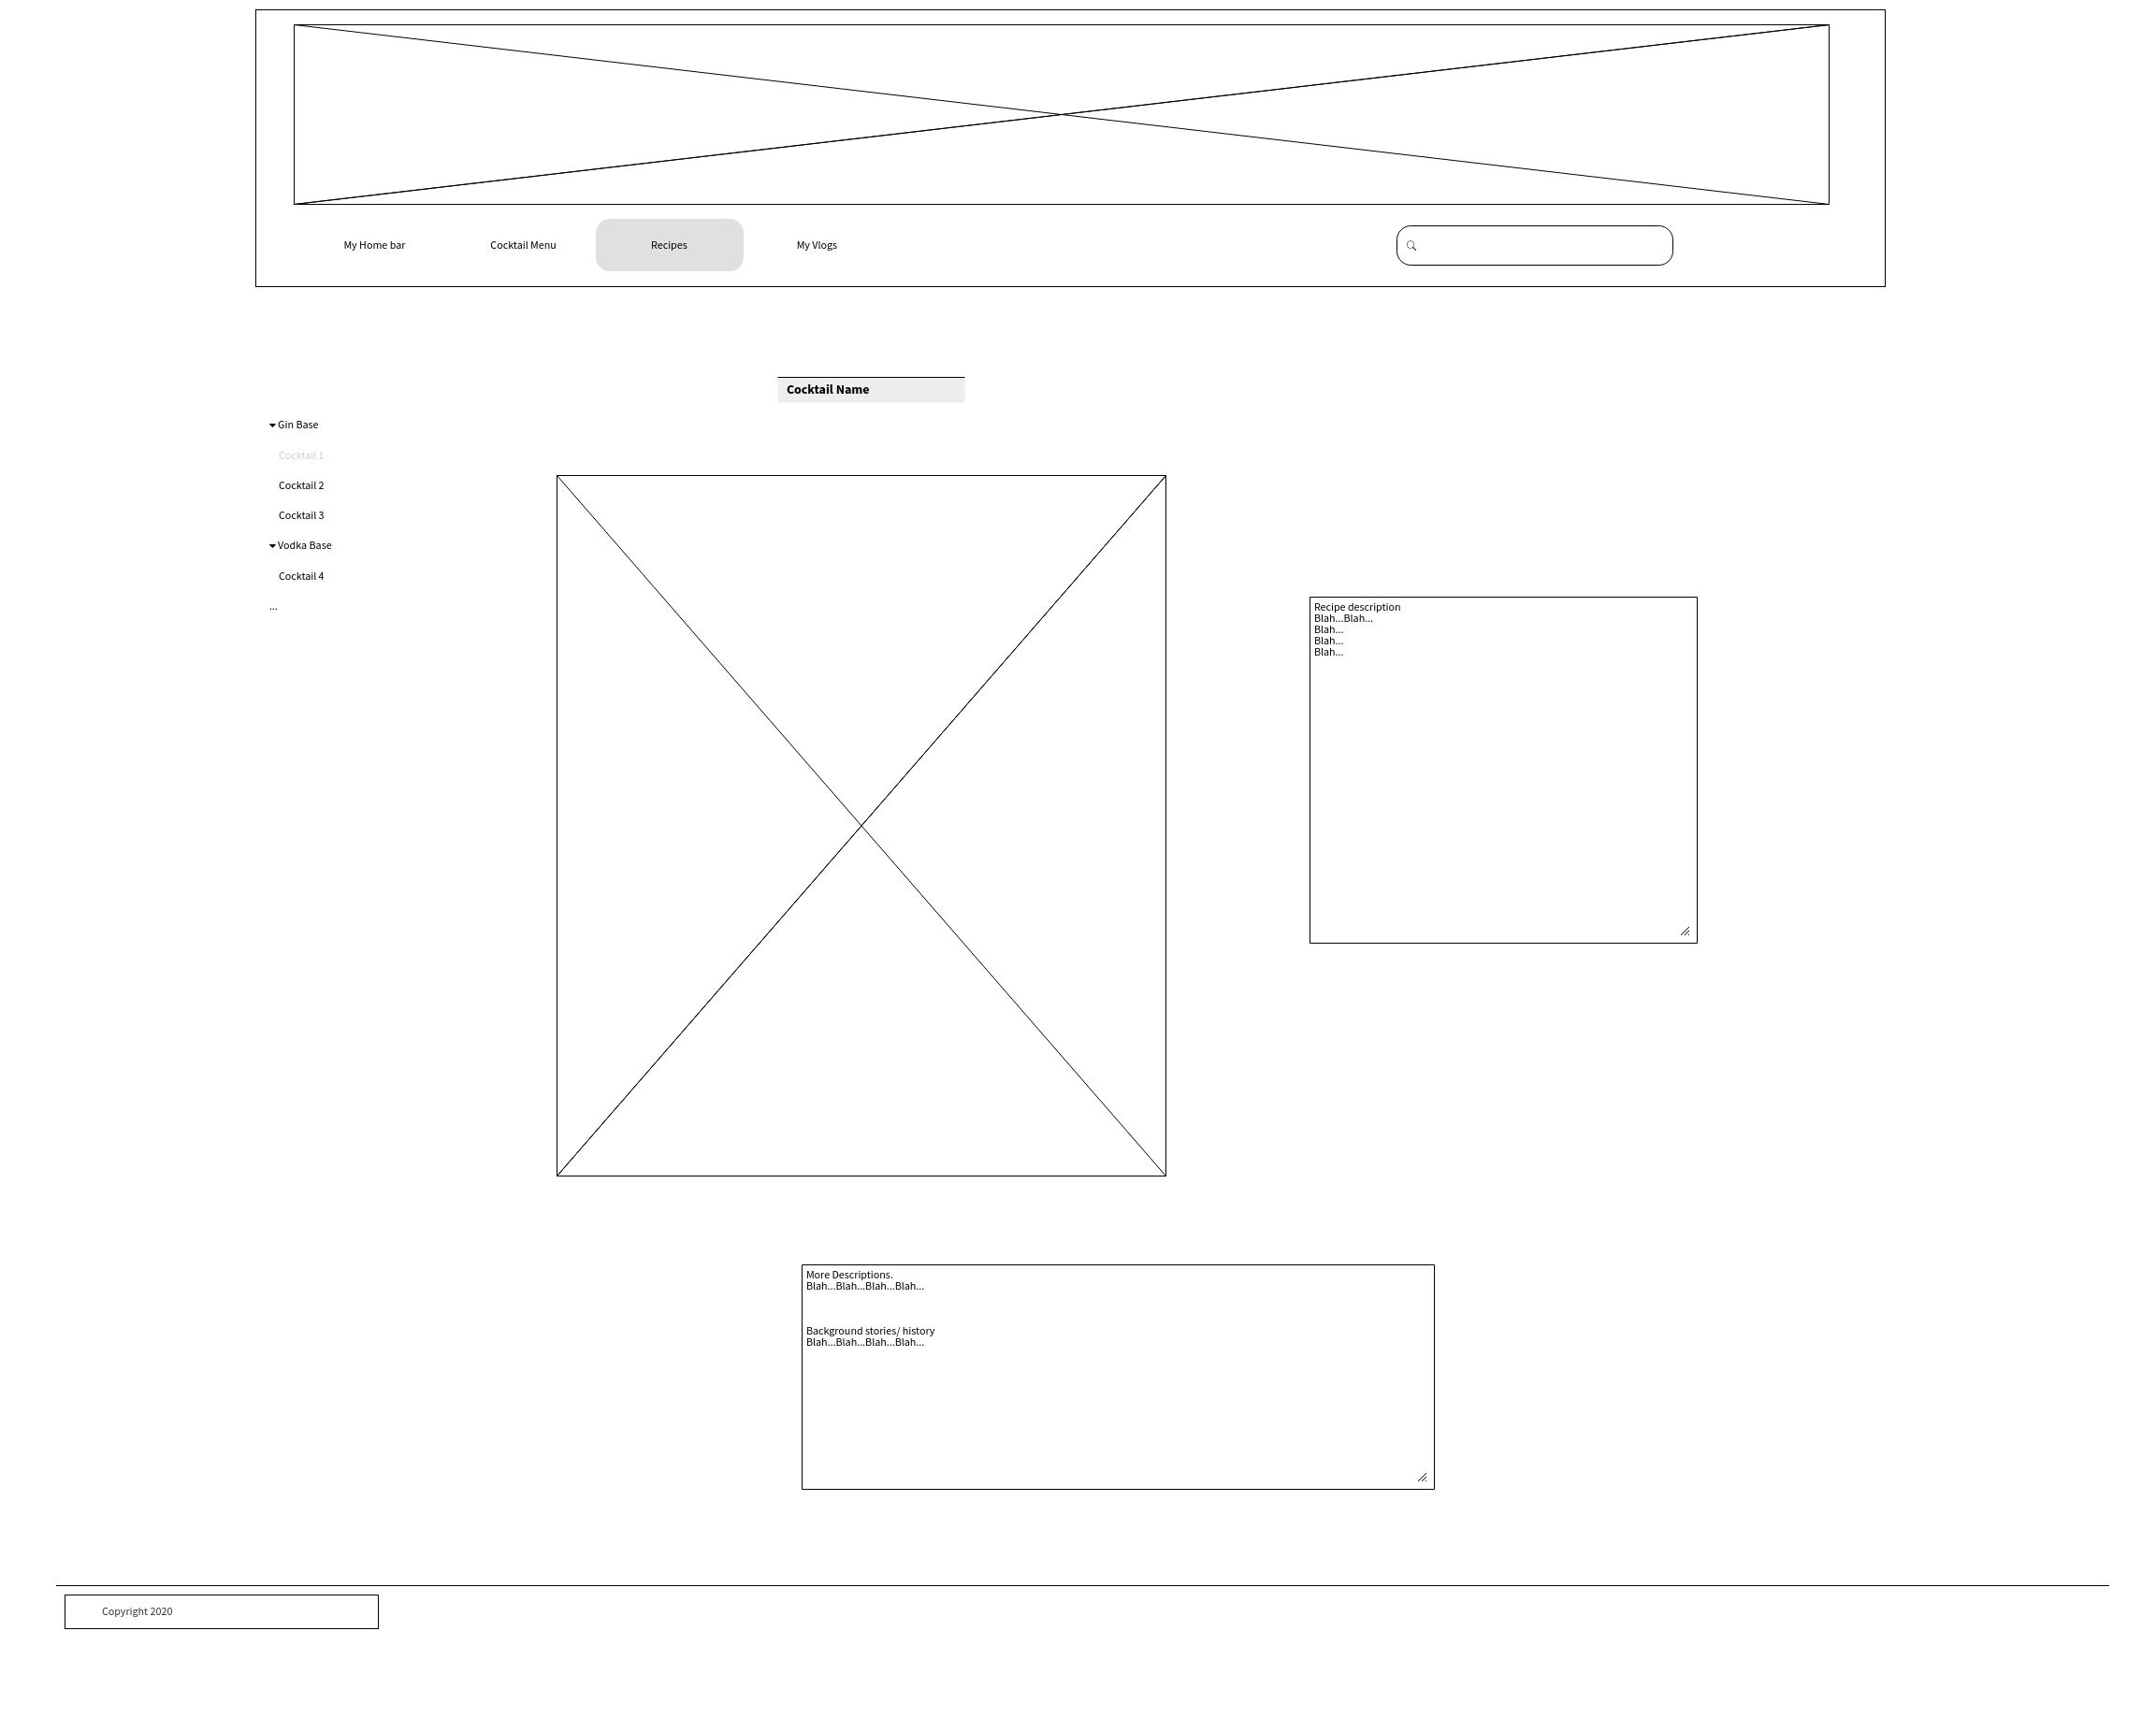 My Home bar
Cocktail Menu
Recipes
My Vlogs
Cocktail Name
Gin Base
Cocktail 1
Cocktail 2
Cocktail 3
Vodka Base
Cocktail 4
...
Recipe description
Blah...Blah...
Blah...
Blah...
Blah...
More Descriptions.
Blah...Blah...Blah...Blah...
Background stories/ history
Blah...Blah...Blah...Blah...
Copyright 2020